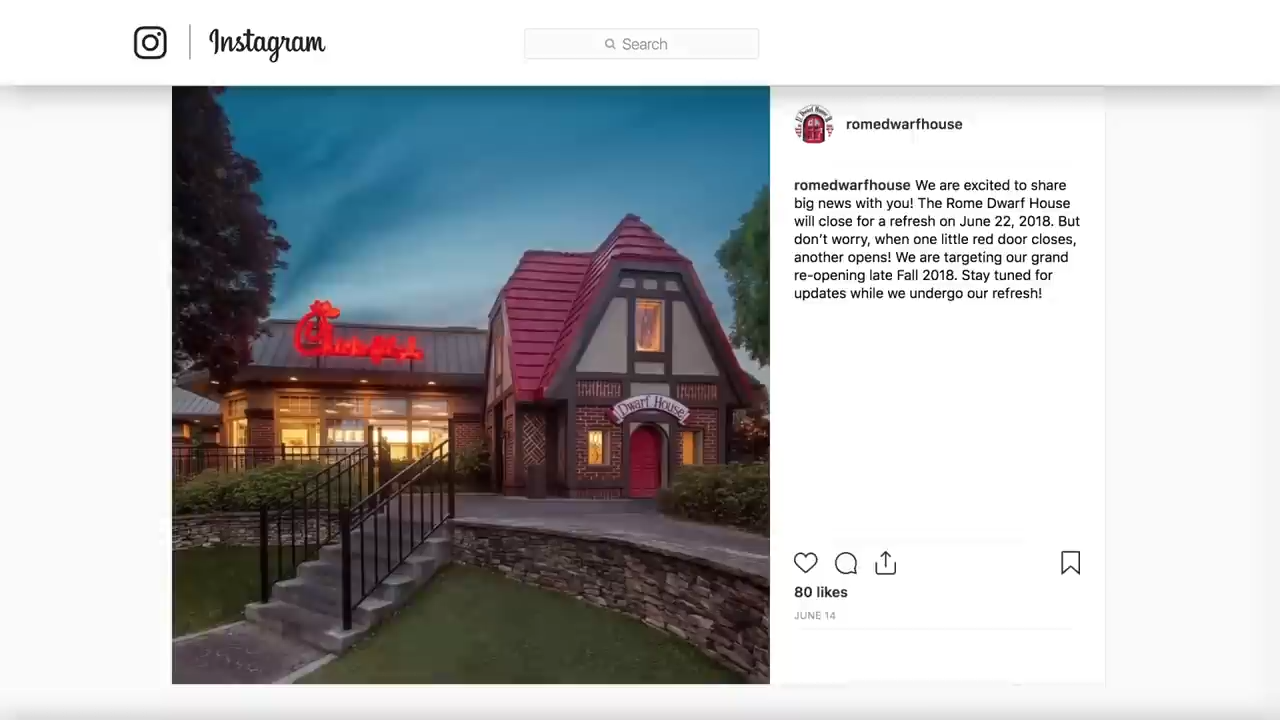 Instagram
Search
romedwarfhouse
romedwarfhouse We are excited to share
big news with you! The Rome Dwarf House
will close for a refresh on June 22, 2018. But
don’t worry, when one little red door closes,
another opens! We are targeting our grand
re-opening late Fall 2018. Stay tuned for
updates while we undergo our refresh!
Chick-fil-A
Dwarf House
80 likes
JUNE 14